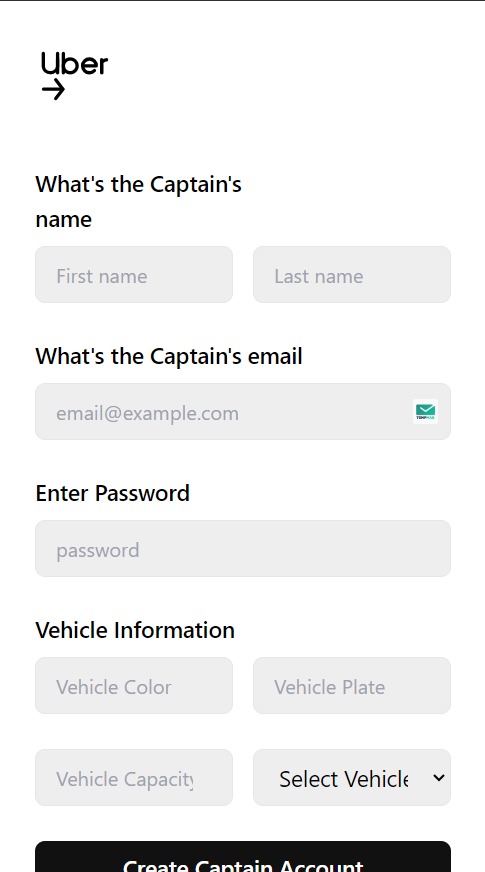 Uber
What's the Captain's
name
First name Last name
What's the Captain's email
email@example.com
Enter Password
password
Vehicle Information
Vehicle Color Vehicle Plate
Vehicle Capacity Select Vehicle
Create Captain Account